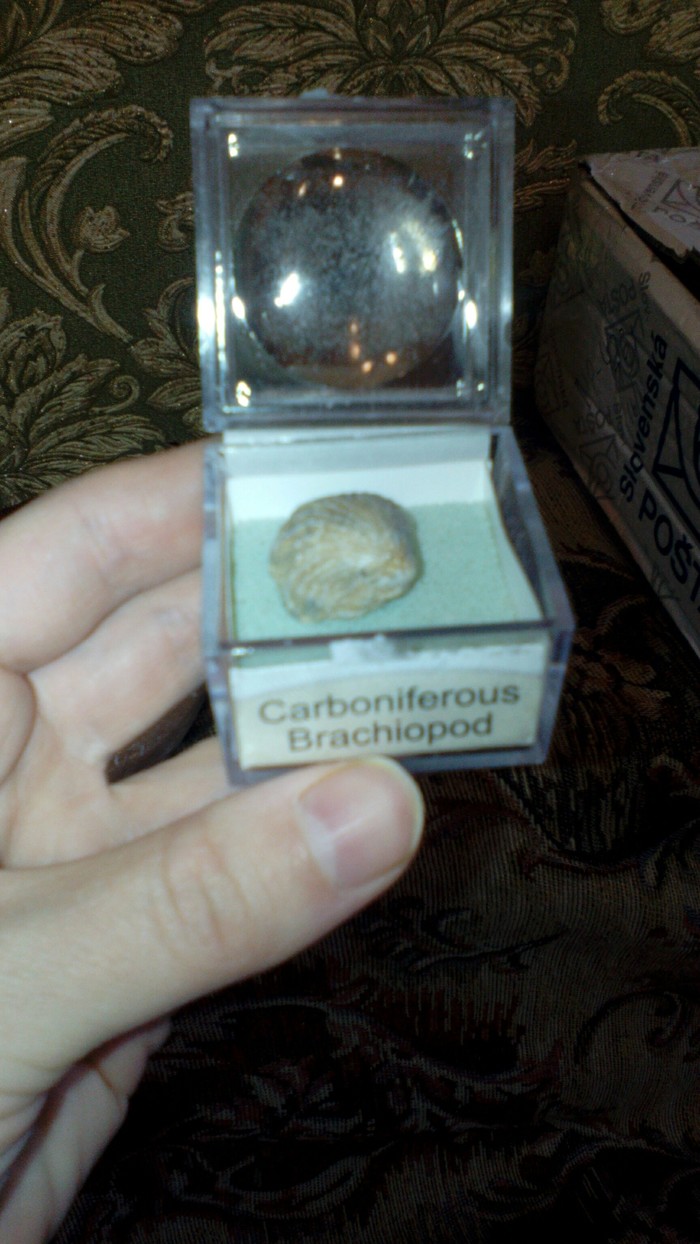 Carboniferous
Brachiopod
slovenská
POŠT